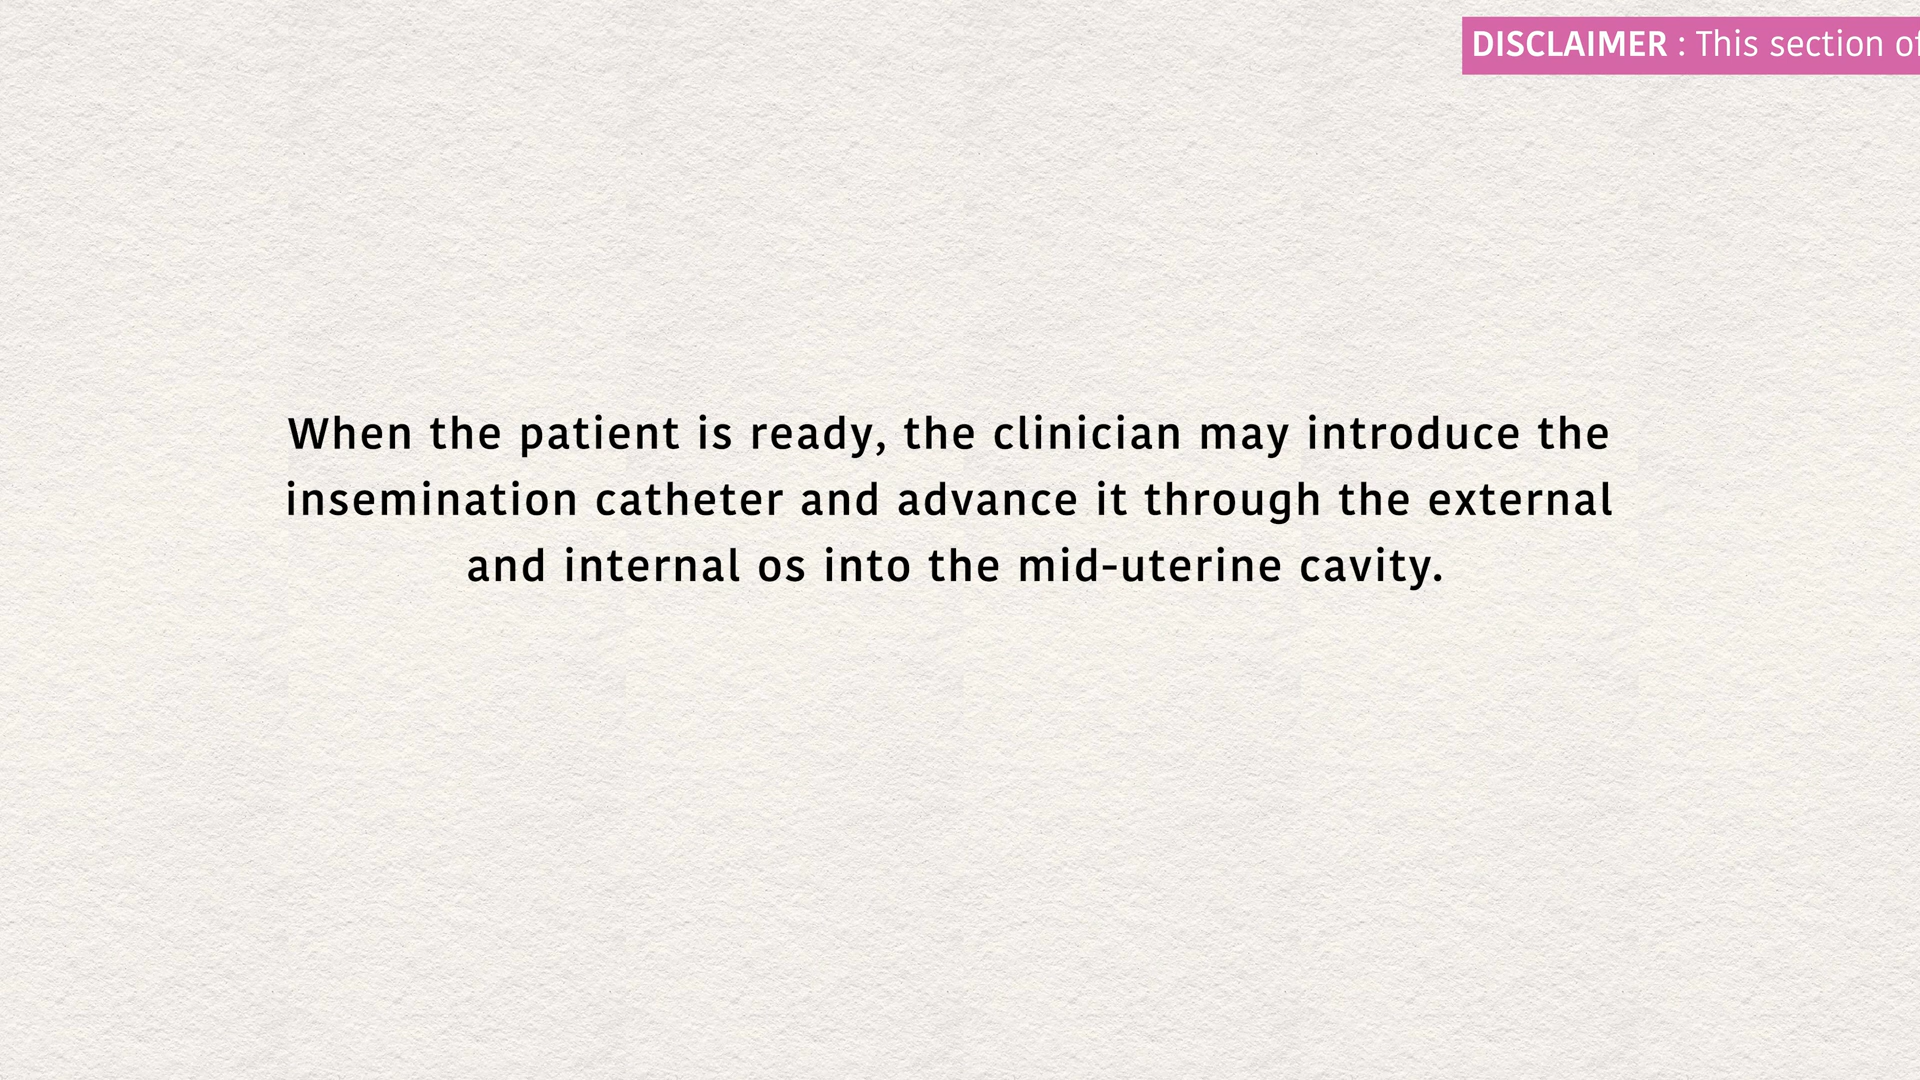 DISCLAIMER : This section of
When the patient is ready, the clinician may introduce the
insemination catheter and advance it through the external
and internal os into the mid-uterine cavity.